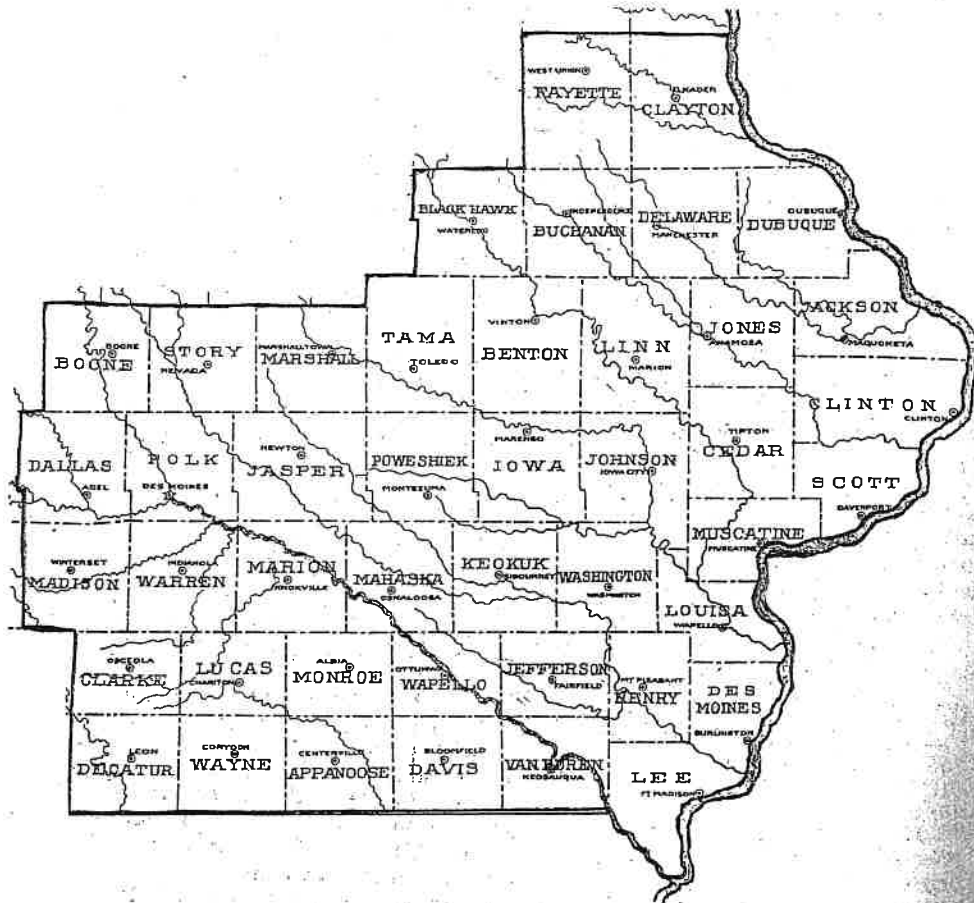 WEST UNION
FAYETTE
ELKADER
CLAYTON
BLACK HAWK
WATERLOO
INDEPENDENCE
BUCHANAN
DELAWARE
MANCHESTER
DUBUQUE
DUBUQUE
BOONE
BOONE
STORY
NEVADA
MARSHALLTOWN
MARSHALL
TAMA
TOLEDO
VINTON
BENTON
LINN
MARION
JONES
ANAMOSA
JACKSON
MAQUOKETA
CLINTON
CLINTON
DALLAS
ADEL
POLK
DES MOINES
NEWTON
JASPER
POWESHIEK
MONTEZUMA
MARENGO
IOWA
JOHNSON
IOWA CITY
TIPTON
CEDAR
SCOTT
DAVENPORT
MUSCATINE
MUSCATINE
WINTERSET
MADISON
INDIANOLA
WARREN
MARION
KNOXVILLE
MAHASKA
OSKALOOSA
KEOKUK
SIGOURNEY
WASHINGTON
WASHINGTON
LOUISA
WAPELLO
OSCEOLA
CLARKE
LUCAS
CHARITON
ALBIA
MONROE
OTTUMWA
WAPELLO
JEFFERSON
FAIRFIELD
MT PLEASANT
HENRY
DES
MOINES
BURLINGTON
LEON
DECATUR
CORYDON
WAYNE
CENTERVILLE
APPANOOSE
BLOOMFIELD
DAVIS
VAN BUREN
KEOSAUQUA
LEE
FT MADISON